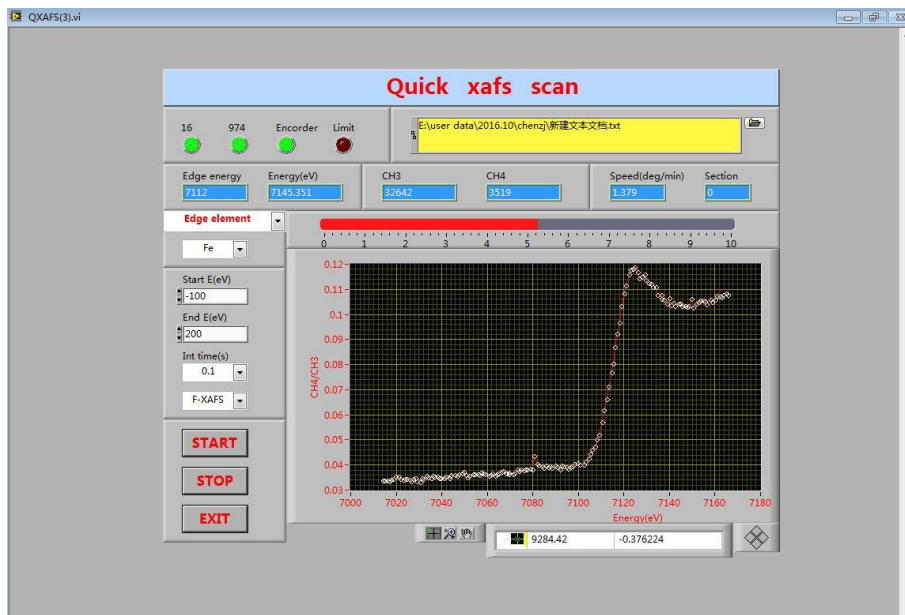 QXAFS(3).vi
Quick xafs scan
16 974 Encorder Limit
E:\user data\2016.10\chenzj\新建文本文档.txt
Edge energy Energy(eV) CH3 CH4 Speed(deg/min) Section
7112 7145.351 32642 3519 1.379 0
Edge element
Fe
0 1 2 3 4 5 6 7 8 9 10
Start E(eV)
-100
End E(eV)
200
Int time(s)
0.1
F-XAFS
START
STOP
EXIT
CH4/CH3
0.12
0.11
0.1
0.09
0.08
0.07
0.06
0.05
0.04
0.03
7000 7020 7040 7060 7080 7100 7120 7140 7160 7180
Energy(eV)
9284.42 -0.376224